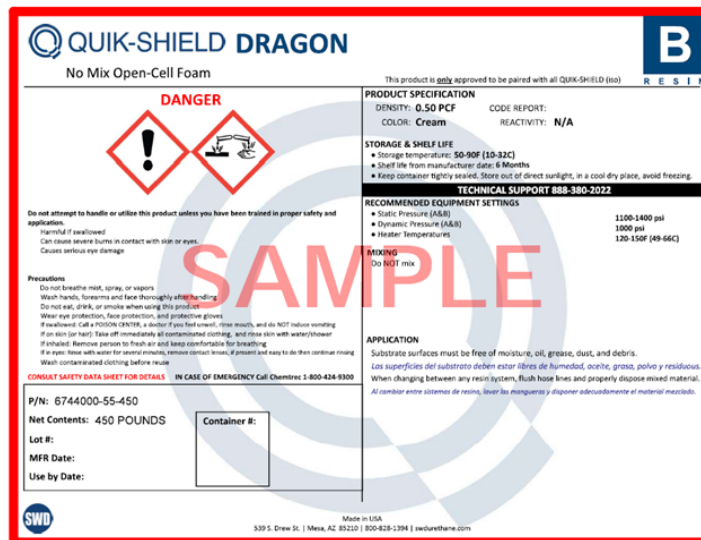 QUIK-SHIELD DRAGON
No Mix Open-Cell Foam
B
RESIN
This product is only approved to be paired with all QUIK-SHIELD (iso)
DANGER
Do not attempt to handle or utilize this product unless you have been trained in proper safety and
application.
Harmful if swallowed
Can cause severe burns in contact with skin or eyes.
Causes serious eye damage
Precautions
Do not breathe mist, spray, or vapors
Wash hands, forearms and face thoroughly after handling
Do not eat, drink, or smoke when using this product
Wear eye protection, face protection, and protective gloves
If swallowed: Call a POISON CENTER, a doctor if you feel unwell, rinse mouth, and do NOT induce vomiting
If on skin (or hair): Take off immediately all contaminated clothing, and rinse skin with water/shower
If inhaled: Remove person to fresh air and keep comfortable for breathing
If in eyes: Rinse with water for several minutes, remove contact lenses, if present and easy to do then continue rinsing
Wash contaminated clothing before reuse
CONSULT SAFETY DATA SHEET FOR DETAILS IN CASE OF EMERGENCY Call Chemtrec 1-800-424-9300
P/N: 6744000-55-450
Net Contents: 450 POUNDS
Lot #:
MFR Date:
Use by Date:
Container #:
PRODUCT SPECIFICATION
DENSITY: 0.50 PCF CODE REPORT:
COLOR: Cream REACTIVITY: N/A
STORAGE & SHELF LIFE
• Storage temperature: 50-90F (10-32C)
• Shelf life from manufacturer date: 6 Months
• Keep container tightly sealed. Store out of direct sunlight, in a cool dry place, avoid freezing.
TECHNICAL SUPPORT 888-380-2022
RECOMMENDED EQUIPMENT SETTINGS
• Static Pressure (A&B) 1100-1400 psi
• Dynamic Pressure (A&B) 1000 psi
• Heater Temperatures 120-150F (49-66C)
MIXING
Do NOT mix
SAMPLE
APPLICATION
Substrate surfaces must be free of moisture, oil, grease, dust, and debris.
Las superficies del substrato deben estar libres de humedad, aceite, grasa, polvo y residuous.
When changing between any resin system, flush hose lines and properly dispose mixed material.
Al cambiar entre sistemas de resina, lavar las mangueras y disponer adecuadamente el material mezclado.
SWD
Made in USA
539 S. Drew St. | Mesa, AZ 85210 | 800-828-1394 | swdurethane.com